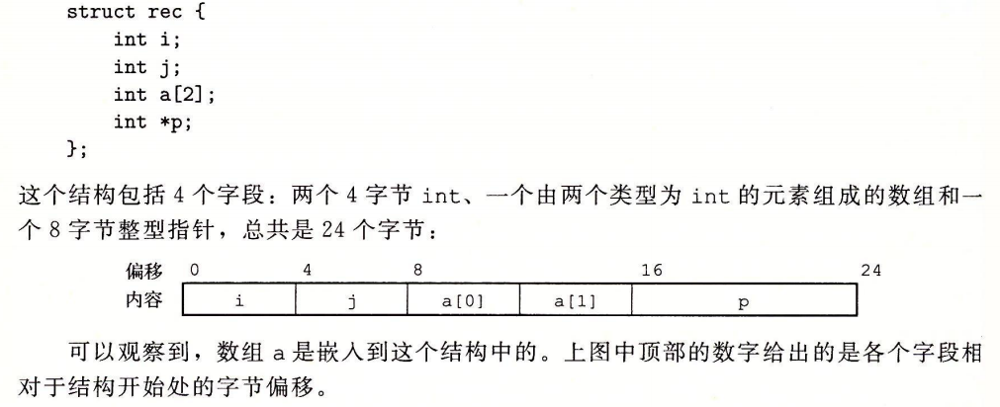 struct rec {
int i;
int j;
int a[2];
int *p;
};
这个结构包括 4 个字段：两个 4 字节 int、一个由两个类型为 int 的元素组成的数组和一
个 8 字节整型指针，总共是 24 个字节：
偏移 0 4 8 16 24
内容 i j a[0] a[1] p
可以观察到，数组 a 是嵌入到这个结构中的。上图中顶部的数字给出的是各个字段相
对于结构开始处的字节偏移。